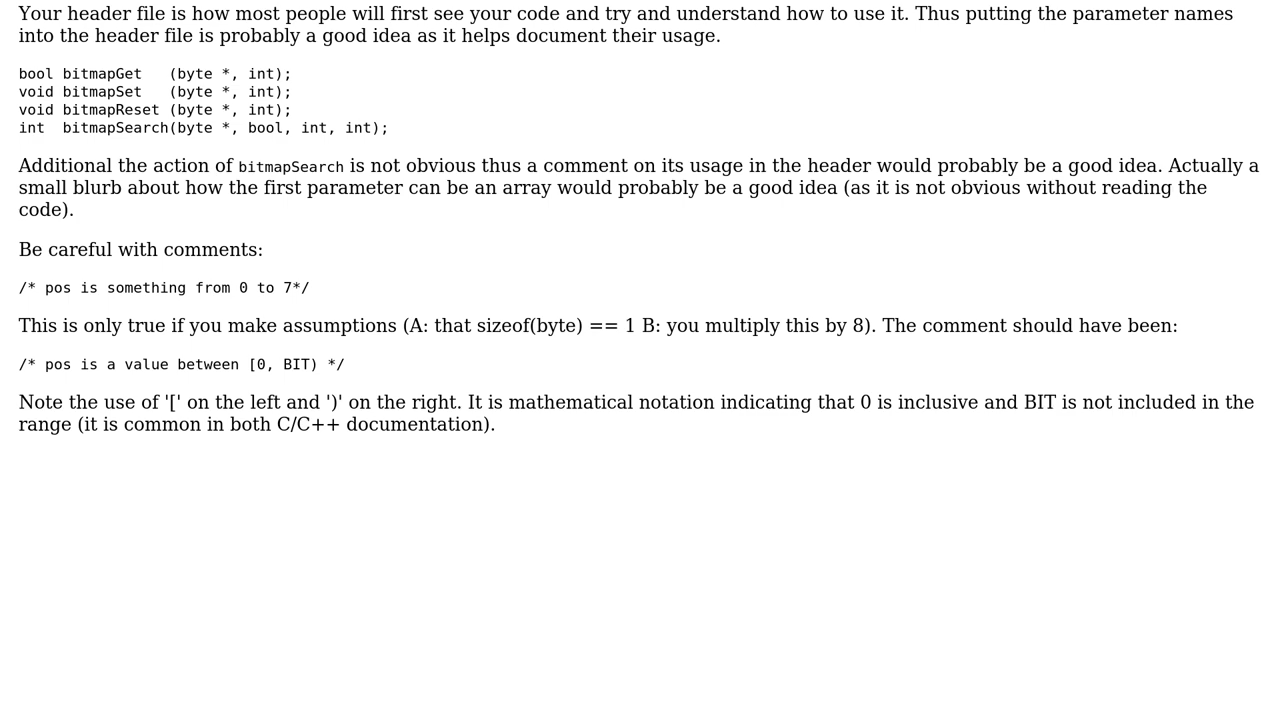 Your header file is how most people will first see your code and try and understand how to use it. Thus putting the parameter names
into the header file is probably a good idea as it helps document their usage.
bool bitmapGet   (byte *, int);
void bitmapSet   (byte *, int);
void bitmapReset (byte *, int);
int  bitmapSearch(byte *, bool, int, int);
Additional the action of bitmapSearch is not obvious thus a comment on its usage in the header would probably be a good idea. Actually a
small blurb about how the first parameter can be an array would probably be a good idea (as it is not obvious without reading the
code).
Be careful with comments:
/* pos is something from 0 to 7*/
This is only true if you make assumptions (A: that sizeof(byte) == 1 B: you multiply this by 8). The comment should have been:
/* pos is a value between [0, BIT) */
Note the use of '[' on the left and ')' on the right. It is mathematical notation indicating that 0 is inclusive and BIT is not included in the
range (it is common in both C/C++ documentation).